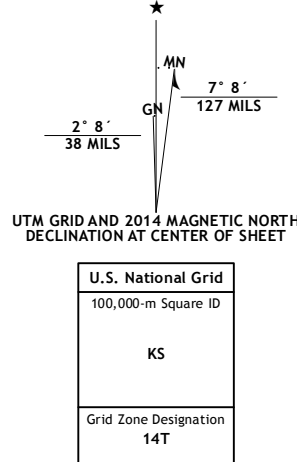 MN
7° 8´
127 MILS
GN
2° 8´
38 MILS
UTM GRID AND 2014 MAGNETIC NORTH
DECLINATION AT CENTER OF SHEET
U.S. National Grid
100,000-m Square ID
KS
Grid Zone Designation
14T